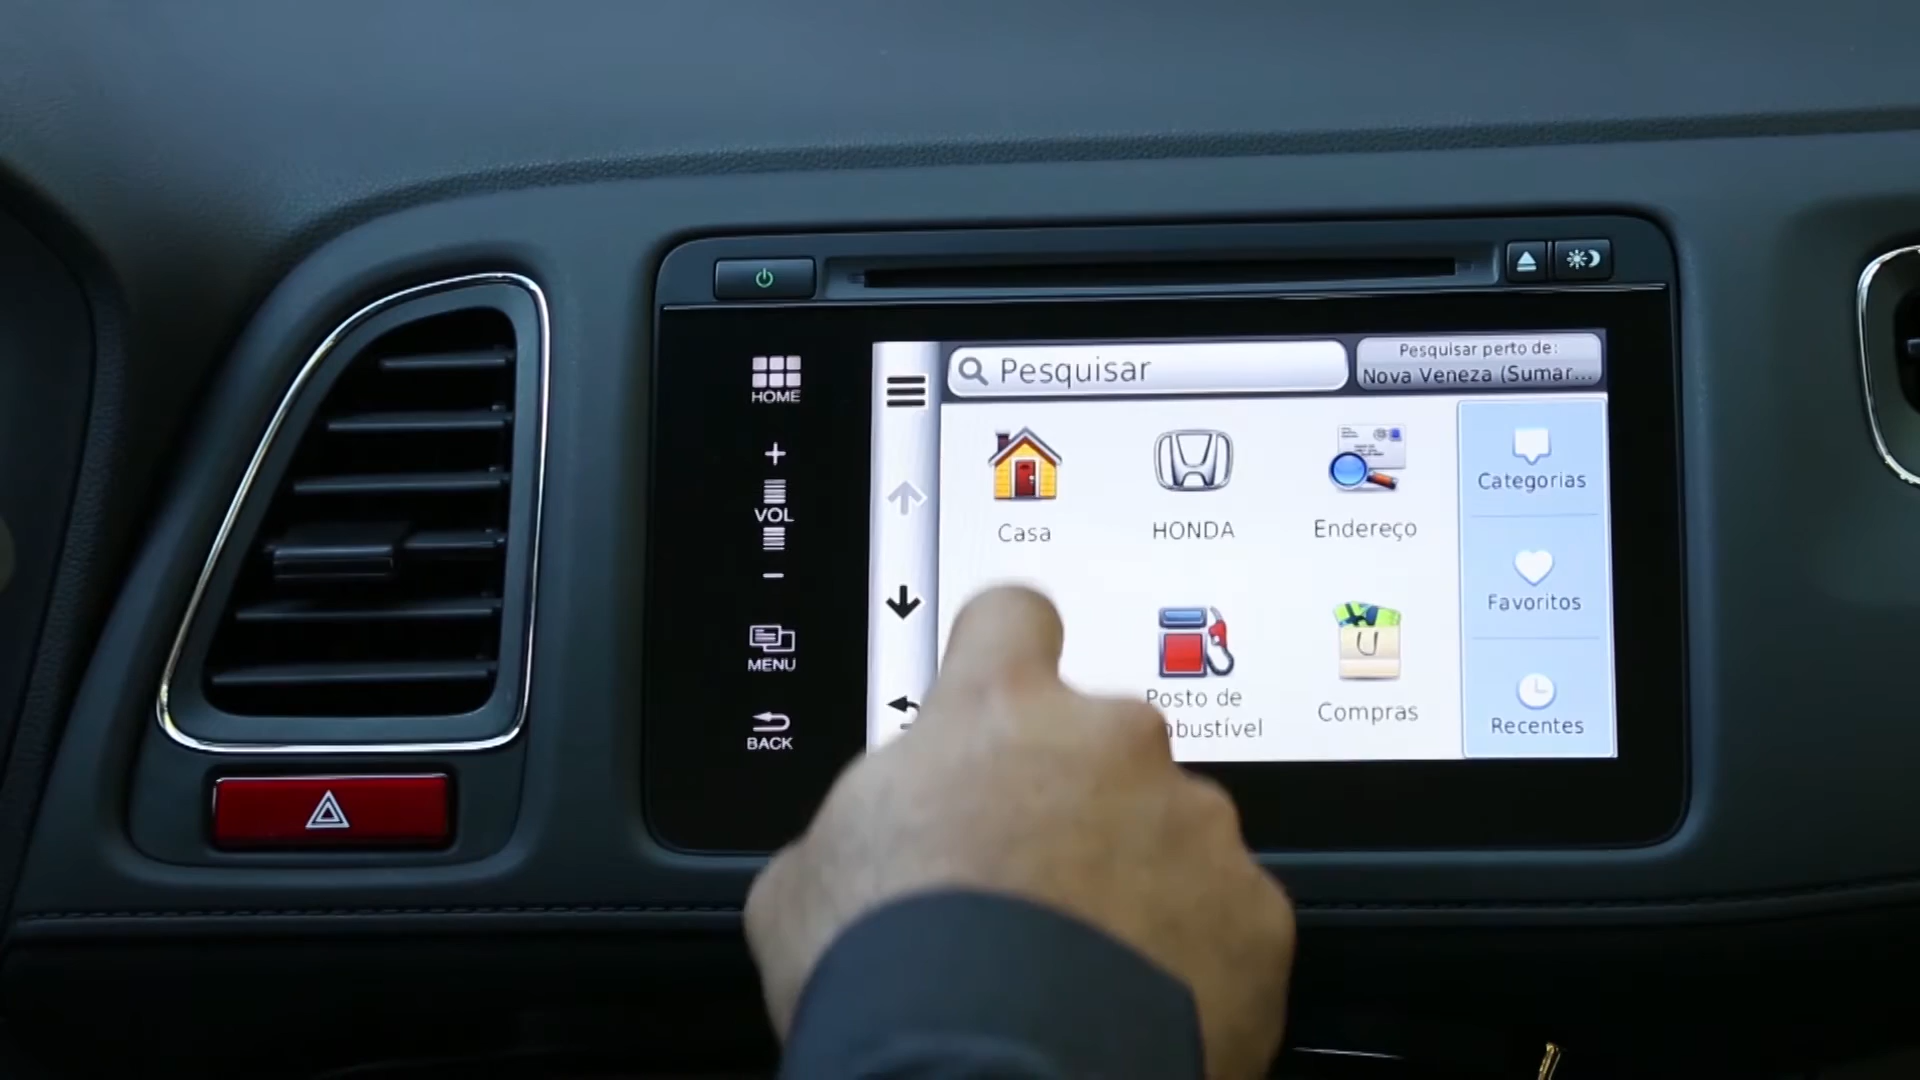 HOME
+
VOL
−
MENU
BACK
Pesquisar
Pesquisar perto de:
Nova Veneza (Sumar...
Casa
HONDA
Endereço
Posto de
Compras
Categorias
Favoritos
Recentes